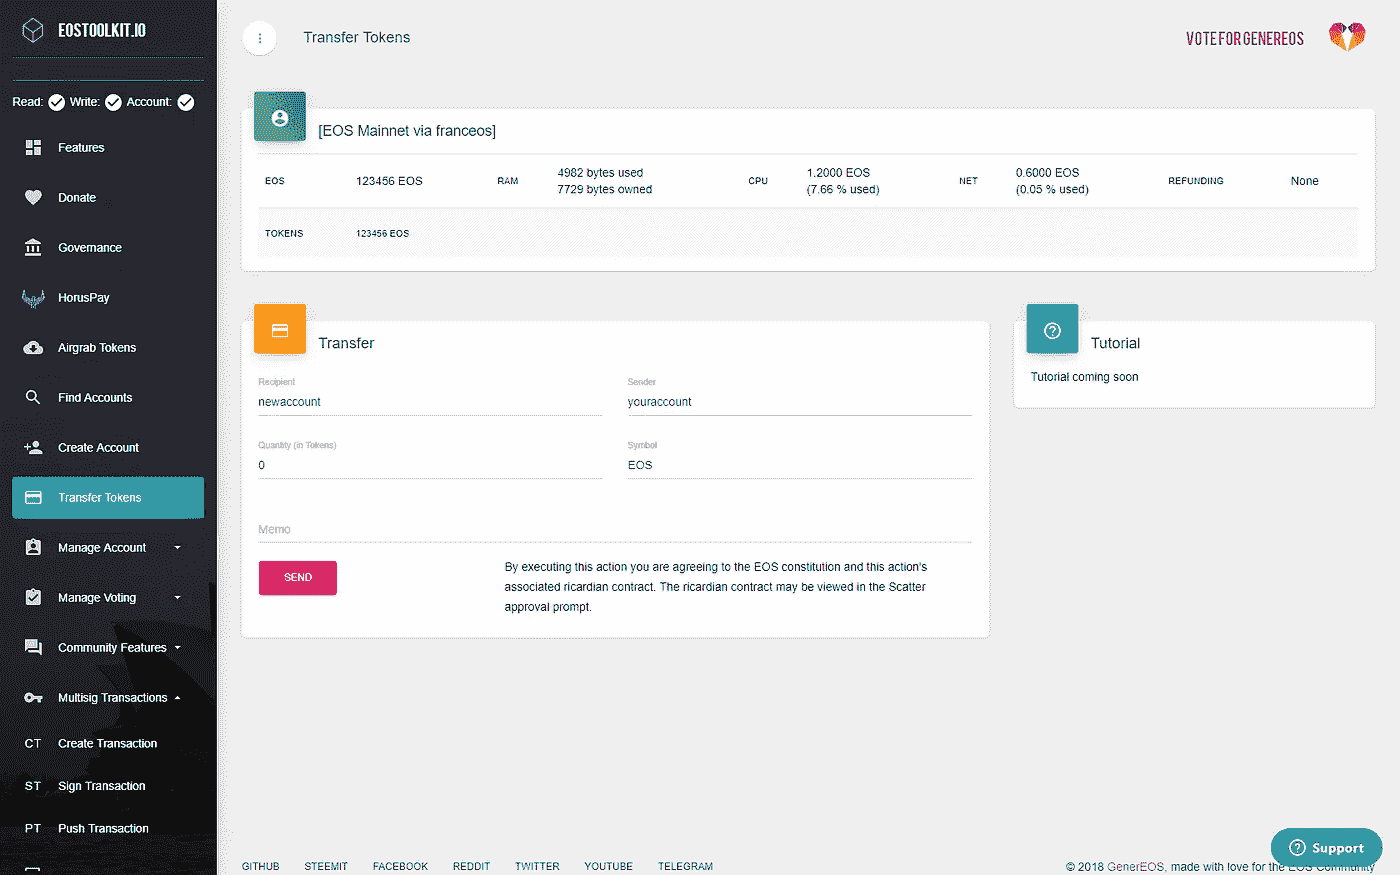 EOSTOOLKIT.IO
Read: Write: Account:
Features
Donate
Governance
HorusPay
Airgrab Tokens
Find Accounts
Create Account
Transfer Tokens
Manage Account
Manage Voting
Community Features
Multisig Transactions
CT Create Transaction
ST Sign Transaction
PT Push Transaction
Transfer Tokens
VOTE FOR GENEREOS
[EOS Mainnet via franceos]
EOS 123456 EOS
RAM 4982 bytes used
7729 bytes owned
CPU 1.2000 EOS
(7.66 % used)
NET 0.6000 EOS
(0.05 % used)
REFUNDING None
TOKENS 123456 EOS
Transfer
Recipient
newaccount
Sender
youraccount
Quantity (in Tokens)
0
Symbol
EOS
Memo
SEND
By executing this action you are agreeing to the EOS constitution and this action's
associated ricardian contract. The ricardian contract may be viewed in the Scatter
approval prompt.
Tutorial
Tutorial coming soon
GITHUB STEEMIT FACEBOOK REDDIT TWITTER YOUTUBE TELEGRAM
© 2018 GenerEOS, made with love for the EOS Community
Support